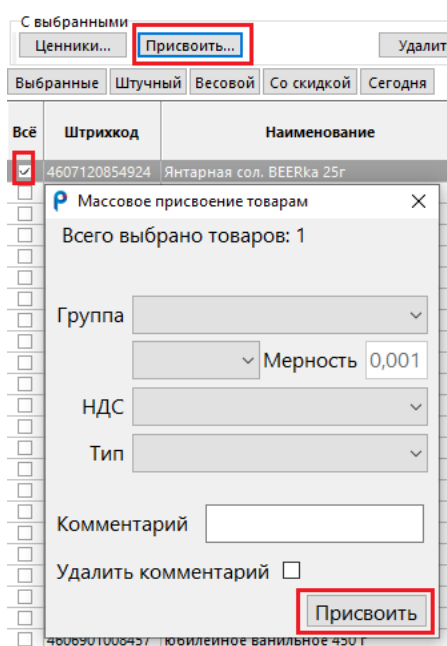 С выбранными
Ценники... Присвоить... Удалит
Выбранные Штучный Весовой Со скидкой Сегодня
Всё Штрихкод Наименование
4607120854924 Янтарная сол. BEERka 25г
Массовое присвоение товарам
Всего выбрано товаров: 1
Группа
Мерность 0,001
НДС
Тип
Комментарий
Удалить комментарий
Присвоить
4606901008457 Юбилейное ванильное 450 г